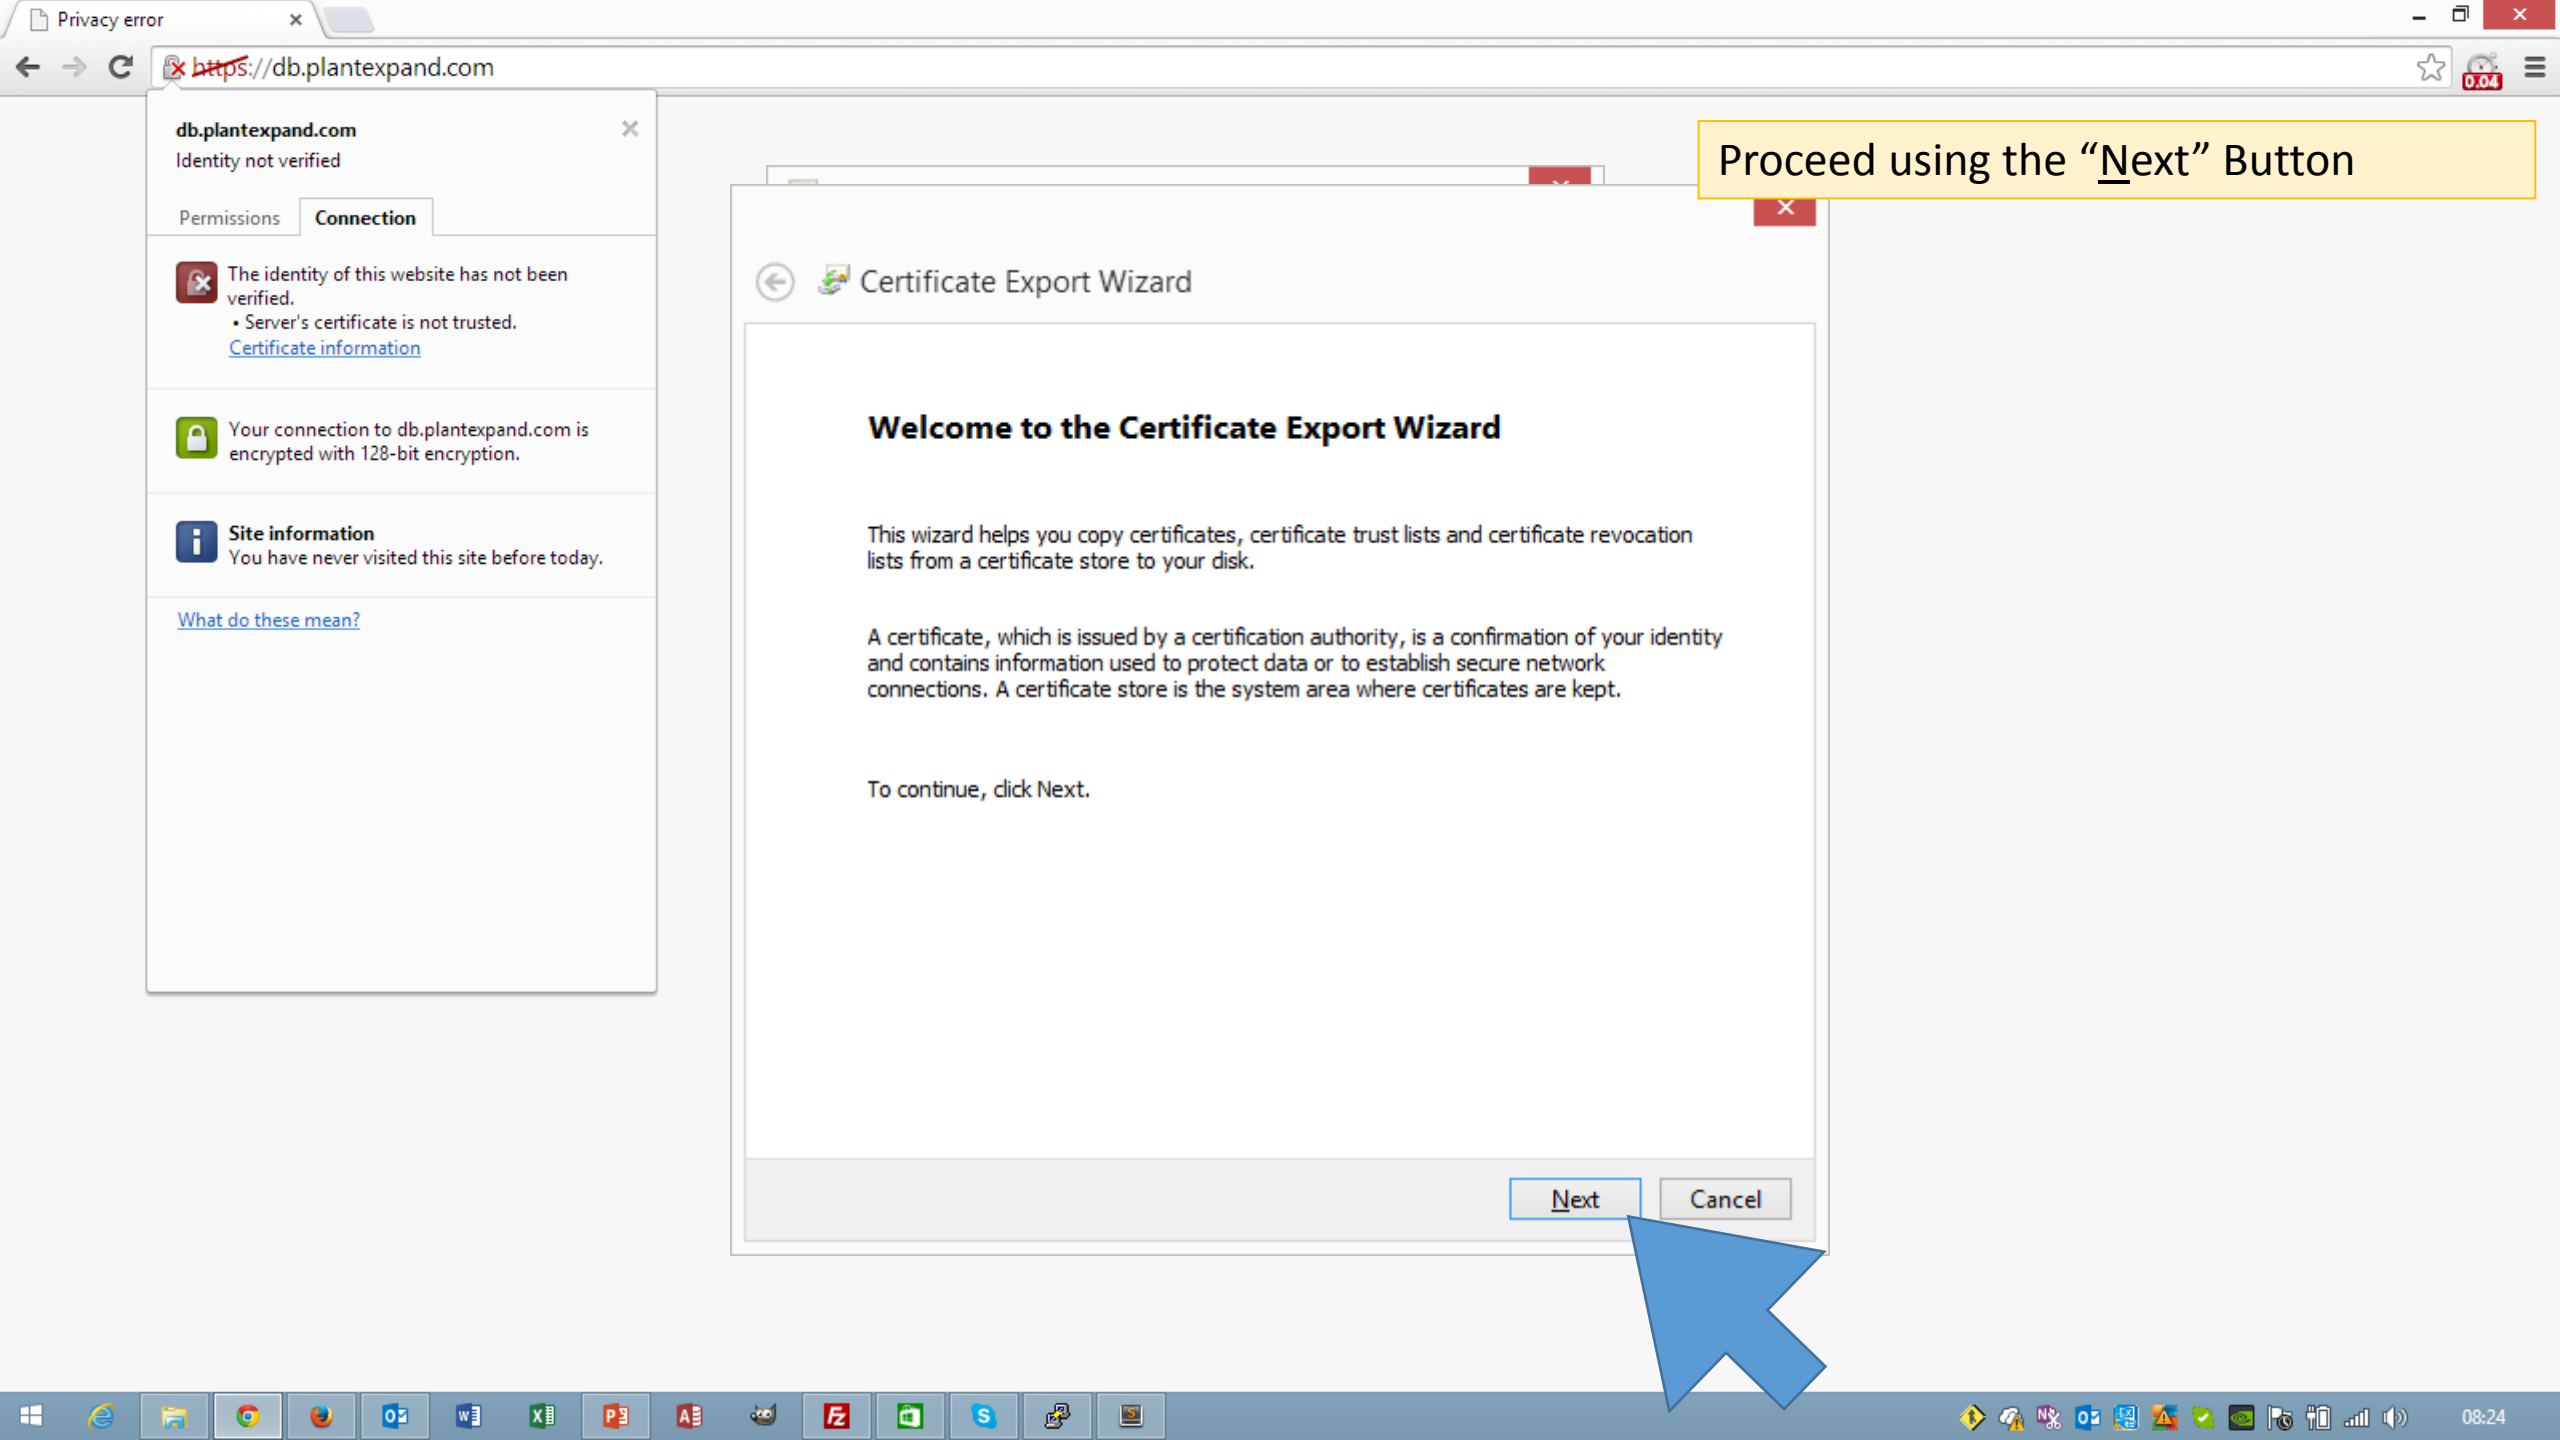 Privacy error
https://db.plantexpand.com
0.04
db.plantexpand.com
Identity not verified
Permissions
Connection
The identity of this website has not been
verified.
• Server's certificate is not trusted.
Certificate information
Your connection to db.plantexpand.com is
encrypted with 128-bit encryption.
Site information
You have never visited this site before today.
What do these mean?
Proceed using the “Next” Button
Certificate Export Wizard
Welcome to the Certificate Export Wizard
This wizard helps you copy certificates, certificate trust lists and certificate revocation
lists from a certificate store to your disk.
A certificate, which is issued by a certification authority, is a confirmation of your identity
and contains information used to protect data or to establish secure network
connections. A certificate store is the system area where certificates are kept.
To continue, click Next.
Next
Cancel
08:24